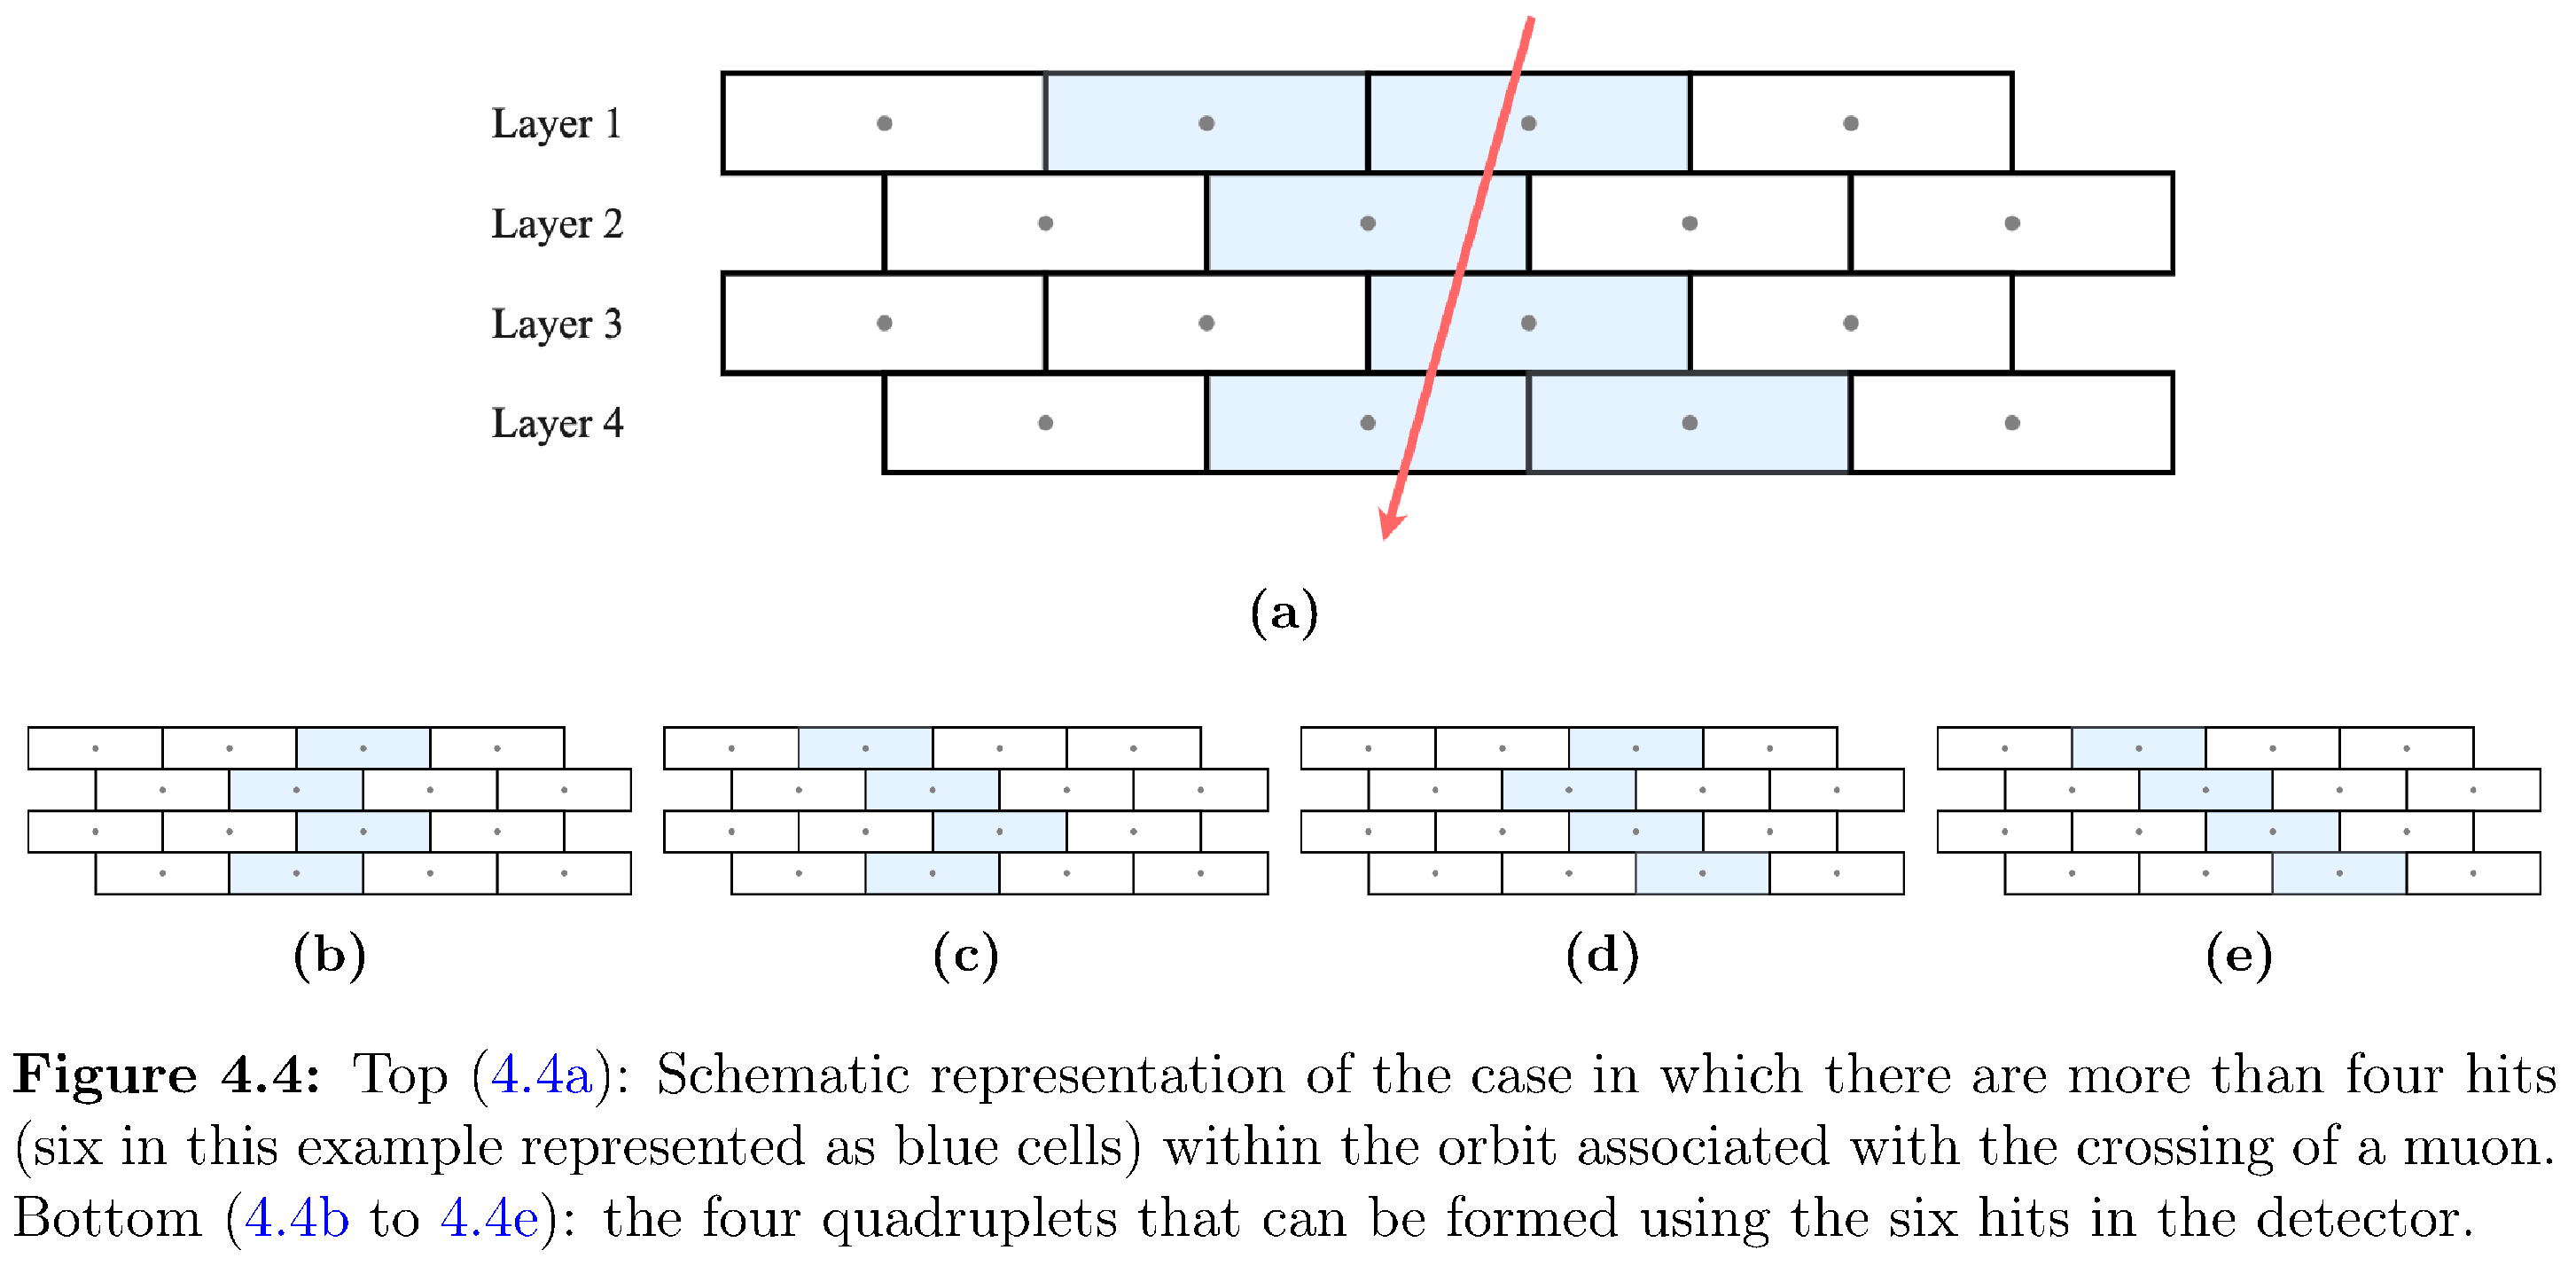 Layer 1
Layer 2
Layer 3
Layer 4
(a)
(b) (c) (d) (e)
Figure 4.4: Top (4.4a): Schematic representation of the case in which there are more than four hits
(six in this example represented as blue cells) within the orbit associated with the crossing of a muon.
Bottom (4.4b to 4.4e): the four quadruplets that can be formed using the six hits in the detector.